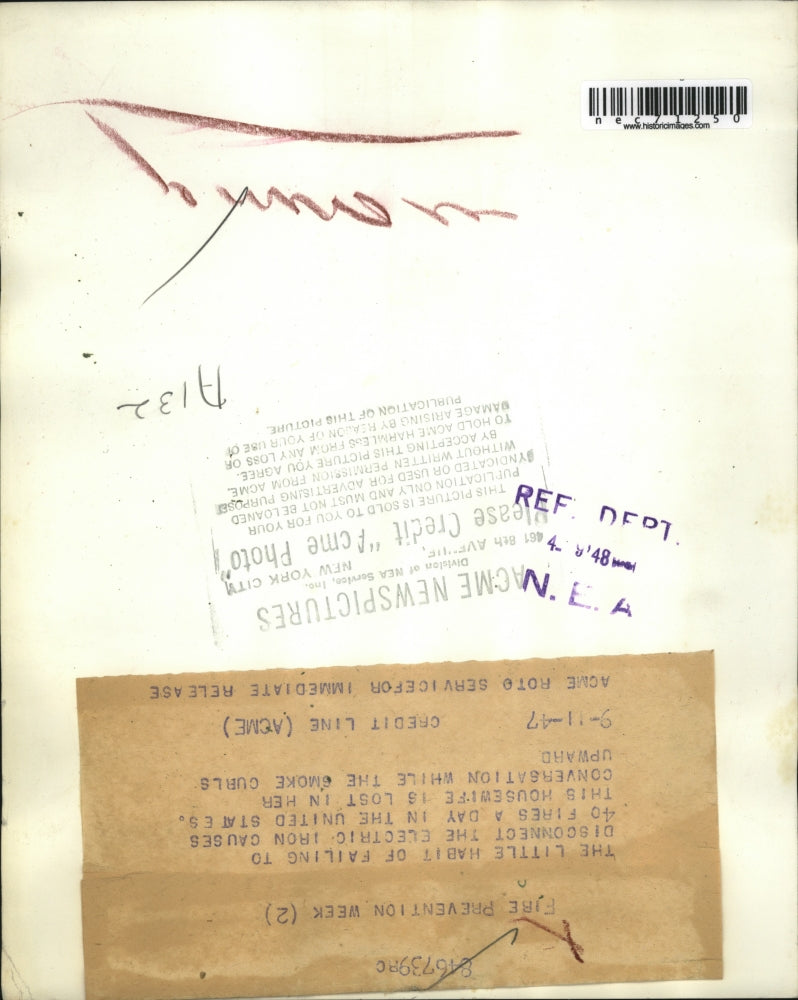 nec71250
www.historicimages.com
A132
ACME NEWSPICTURES
Division of NEA Service, Inc.
461 8th AVENUE, NEW YORK CITY
Please Credit "Acme Photo"
THIS PICTURE IS SOLD TO YOU FOR YOUR
PUPLICATION ONLY AND MUST NOT BE LOANED
SYNDICATED OR USED FOR ADVERTISING PURPOSE
WITHOUT WRITTEN PERMISSION FROM ACME.
BY ACCEPTING THIS PICTURE YOU AGREE
TO HOLD ACME HARMLESS FROM ANY LOSS OR
DAMAGE ARISING BY REASON OF YOUR USE OF
PUBLICATION OF THIS PICTURE.
REF. DEPT.
'48
N. E. A
846739RC
FIRE PREVENTION WEEK (2)
THE LITTLE HABIT OF FAILING TO
DISCONNECT THE ELECTRIC IRON CAUSES
40 FIRES A DAY IN THE UNITED STATES.
THIS HOUSEWIFE IS LOST IN HER
CONVERSATION WHILE THE SMOKE CURLS
UPWARD
9-11-47 CREDIT LINE (ACME)
ACME ROTO SERVICEFOR IMMEDIATE RELEASE